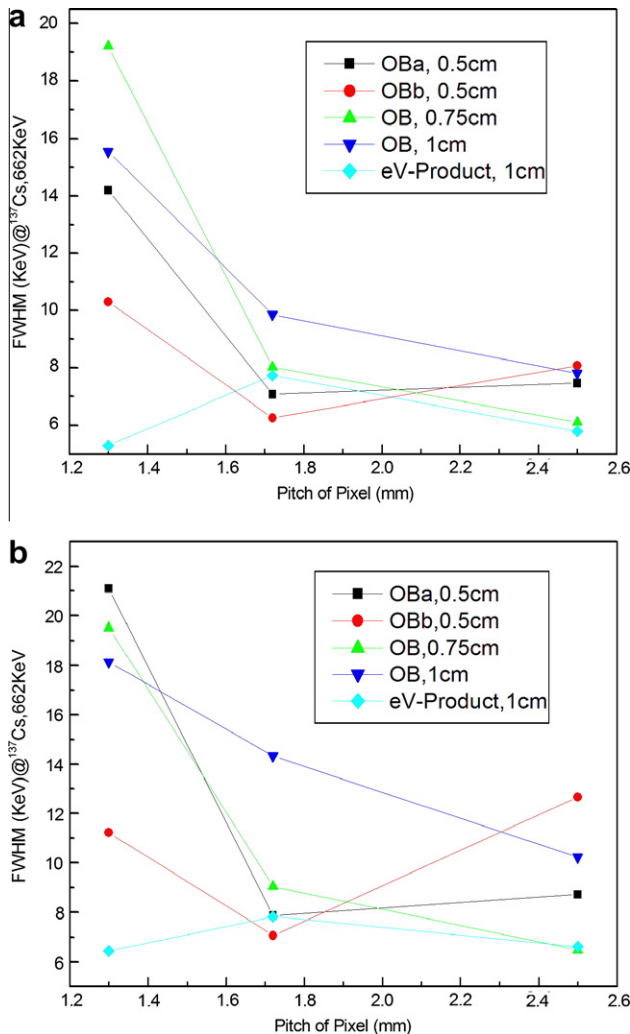 a
20
18
16
14
12
10
8
6
FWHM (KeV)@¹³⁷Cs,662KeV
OBa, 0.5cm
OBb, 0.5cm
OB, 0.75cm
OB, 1cm
eV-Product, 1cm
1.2 1.4 1.6 1.8 2.0 2.2 2.4 2.6
Pitch of Pixel (mm)
b
22
20
18
16
14
12
10
8
6
FWHM (KeV)@¹³⁷Cs,662KeV
OBa,0.5cm
OBb,0.5cm
OB,0.75cm
OB,1cm
eV-Product,1cm
1.2 1.4 1.6 1.8 2.0 2.2 2.4 2.6
Pitch of Pixel (mm)